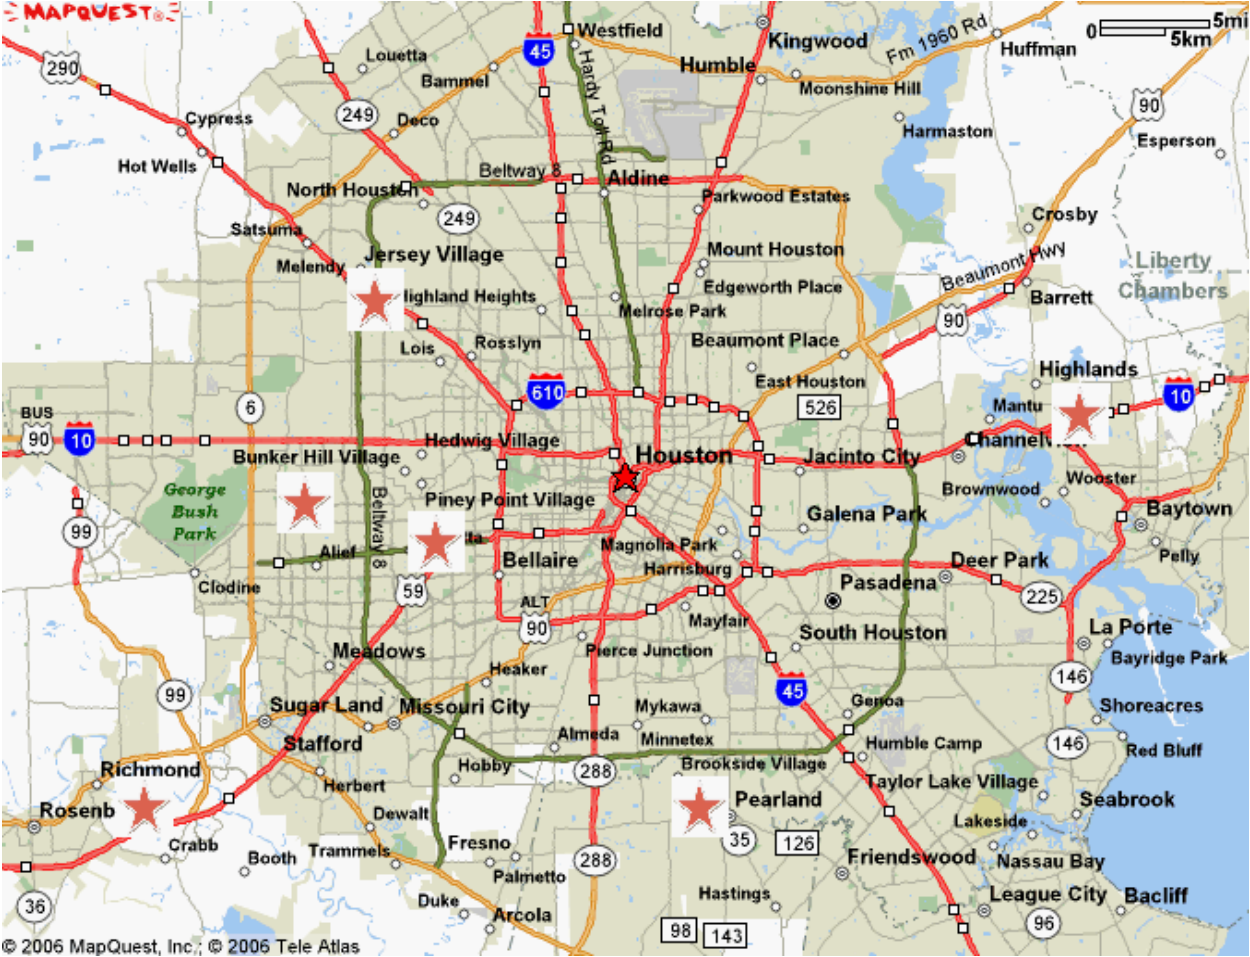 MAPQUEST
Westfield
Kingwood
0 5mi
5km
290
45
Louetta
Bammel
Hardy Toll Rd
Humble
Fm 1960 Rd
Huffman
Moonshine Hill
249
Deco
Cypress
Hot Wells
Harmaston
90
Esperson
Beltway 8
Aldine
North Houston
249
Parkwood Estates
Crosby
Satsuma
Jersey Village
Melendy
Mount Houston
Beaumont Hwy
Liberty
Chambers
Edgeworth Place
Barrett
Highland Heights
Melrose Park
90
Lois
Rosslyn
Beaumont Place
Highlands
610
East Houston
6
526
Mantu
10
BUS
90
10
Hedwig Village
Bunker Hill Village
Houston
Jacinto City
Wooster
George
Bush
Park
Beltway 8
Piney Point Village
Brownwood
Baytown
99
Galena Park
Alief
Magnolia Park
Pelly
Bellaire
Harrisburg
Deer Park
Clodine
59
Pasadena
225
ALT
90
Mayfair
South Houston
La Porte
Meadows
Pierce Junction
Bayridge Park
Heaker
99
45
146
Sugar Land
Missouri City
Mykawa
Genoa
Shoreacres
Stafford
Almeda
Minnetex
146
Red Bluff
Richmond
Hobby
288
Brookside Village
Humble Camp
Herbert
Taylor Lake Village
Rosenb
Pearland
Seabrook
Dewalt
35
126
Lakeside
Crabb
Booth
Trammels
Fresno
288
Friendswood
Nassau Bay
Palmetto
36
Duke
Arcola
Hastings
League City
Bacliff
98
143
96
© 2006 MapQuest, Inc.; © 2006 Tele Atlas